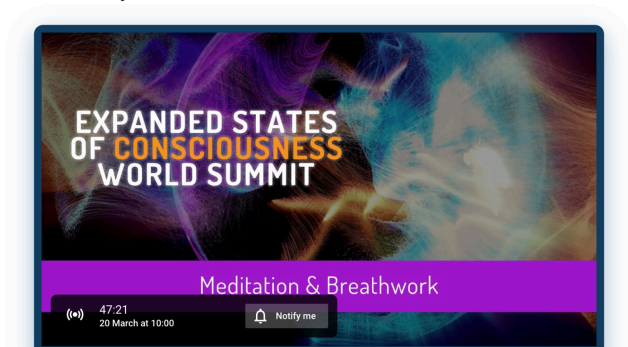 EXPANDED STATES
OF CONSCIOUSNESS
WORLD SUMMIT
Meditation & Breathwork
47:21
20 March at 10:00
Notify me